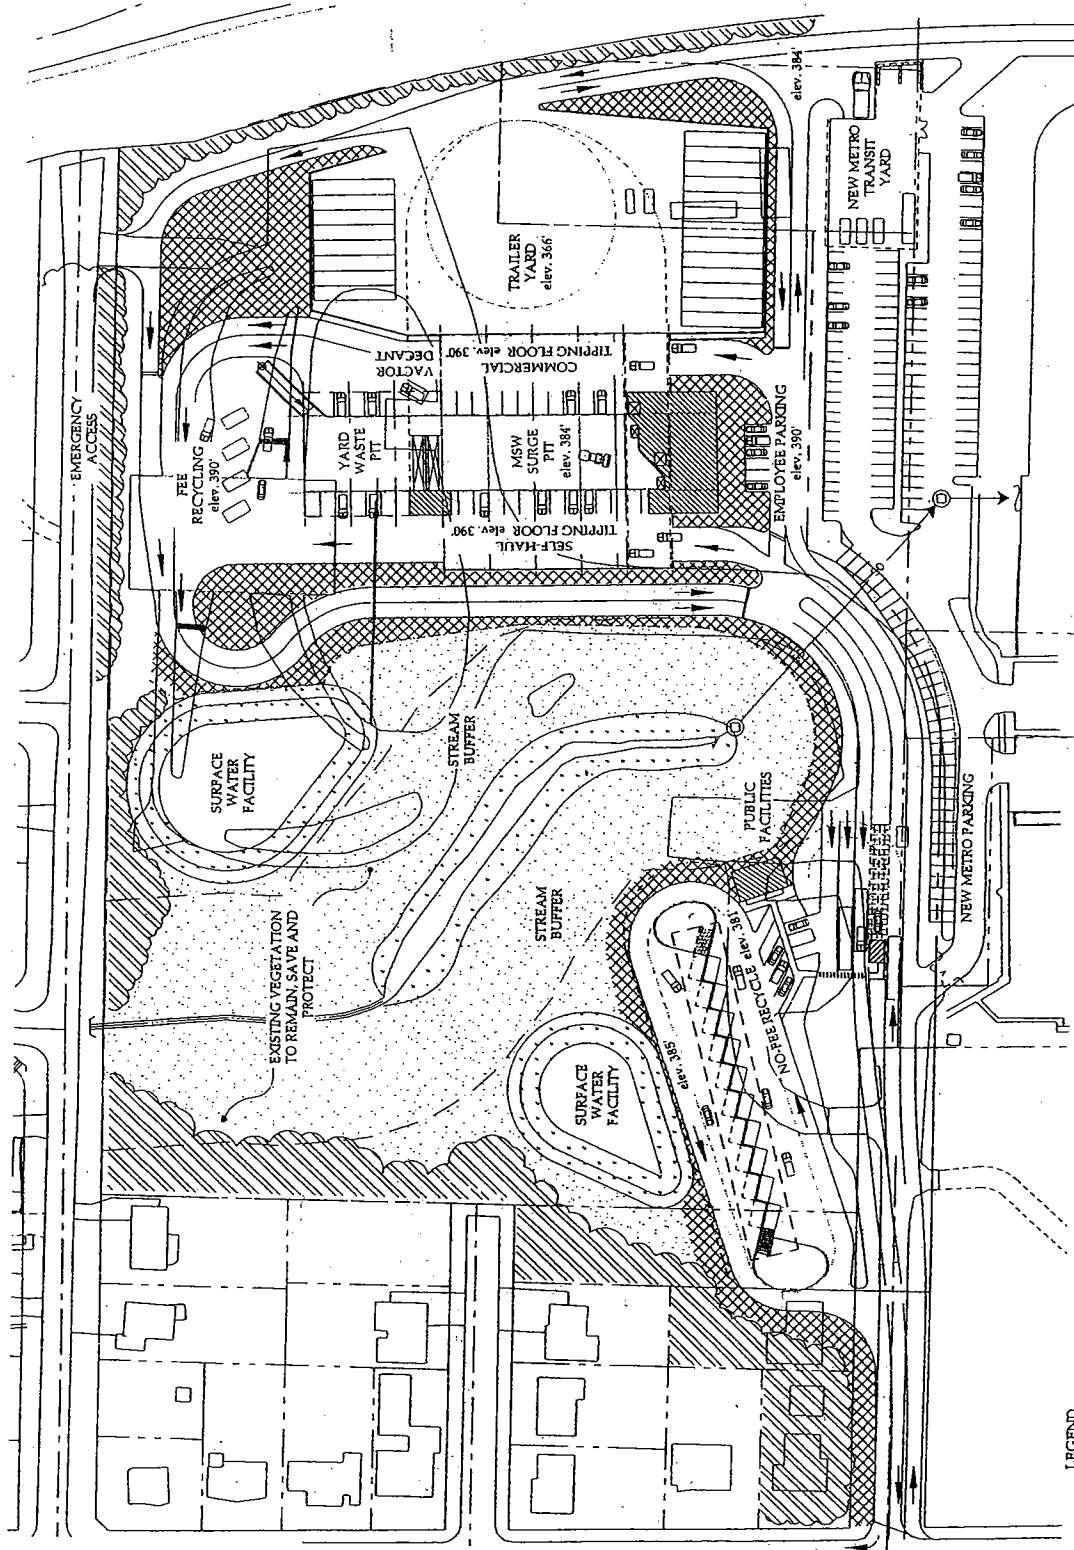 EMERGENCY
ACCESS
FEE
RECYCLING
elev. 390'
YARD
WASTE
PIT
VACTOR
DECANT
TRAILER
YARD
elev. 366'
COMMERCIAL
TIPPING FLOOR elev. 390'
MSW
SURGE
PIT
elev. 384'
SELF-HAUL
TIPPING FLOOR elev. 390'
EMPLOYEE PARKING
elev. 390'
elev. 384'
NEW METRO
TRANSIT
YARD
SURFACE
WATER
FACILITY
STREAM
BUFFER
EXISTING VEGETATION
TO REMAIN, SAVE AND
PROTECT
STREAM
BUFFER
PUBLIC
FACILITIES
NEW METRO PARKING
SURFACE
WATER
FACILITY
elev. 385'
NO-FEE RECYCLE elev. 381'
LEGEND